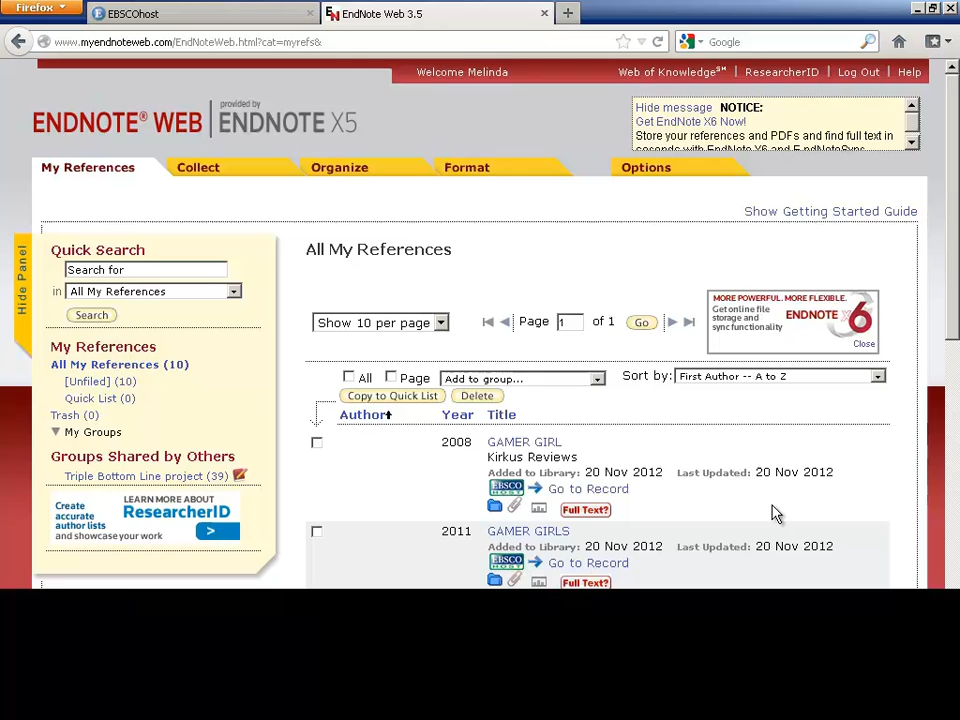 Firefox
EBSCOhost
EndNote Web 3.5
www.myendnoteweb.com/EndNoteWeb.html?cat=myrefs&
Google
Welcome Melinda
Web of Knowledge℠ | ResearcherID | Log Out | Help
ENDNOTE® WEB | provided by ENDNOTE X5
Hide message NOTICE:
Get EndNote X6 Now!
Store your references and PDFs and find full text in
seconds with EndNote X6 and EndNoteSync
My References
Collect
Organize
Format
Options
Show Getting Started Guide
Hide Panel
Quick Search
Search for
in All My References
Search
My References
All My References (10)
[Unfiled] (10)
Quick List (0)
Trash (0)
My Groups
Groups Shared by Others
Triple Bottom Line project (39)
Create
accurate
author lists
and showcase your work
LEARN MORE ABOUT
ResearcherID
>
All My References
Show 10 per page
Page 1 of 1 Go
MORE POWERFUL. MORE FLEXIBLE.
Get online file
storage and
sync functionality
ENDNOTE x6
Close
All Page Add to group...
Sort by: First Author -- A to Z
Copy to Quick List Delete
Author Year Title
2008 GAMER GIRL
Kirkus Reviews
Added to Library: 20 Nov 2012 Last Updated: 20 Nov 2012
EBSCO HOST Go to Record
Full Text?
2011 GAMER GIRLS
Added to Library: 20 Nov 2012 Last Updated: 20 Nov 2012
EBSCO HOST Go to Record
Full Text?